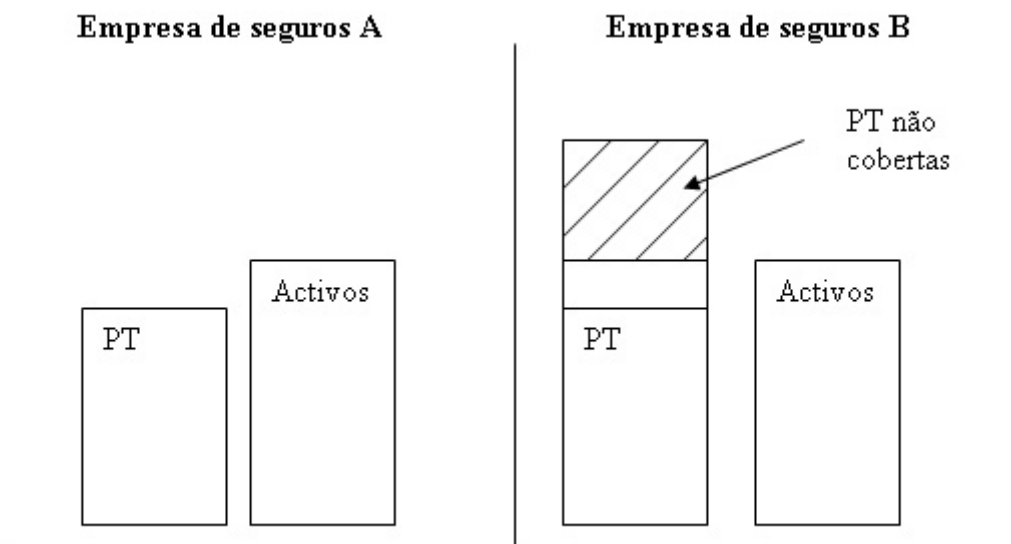 Empresa de seguros A
PT
Activos
Empresa de seguros B
PT não
cobertas
PT
Activos